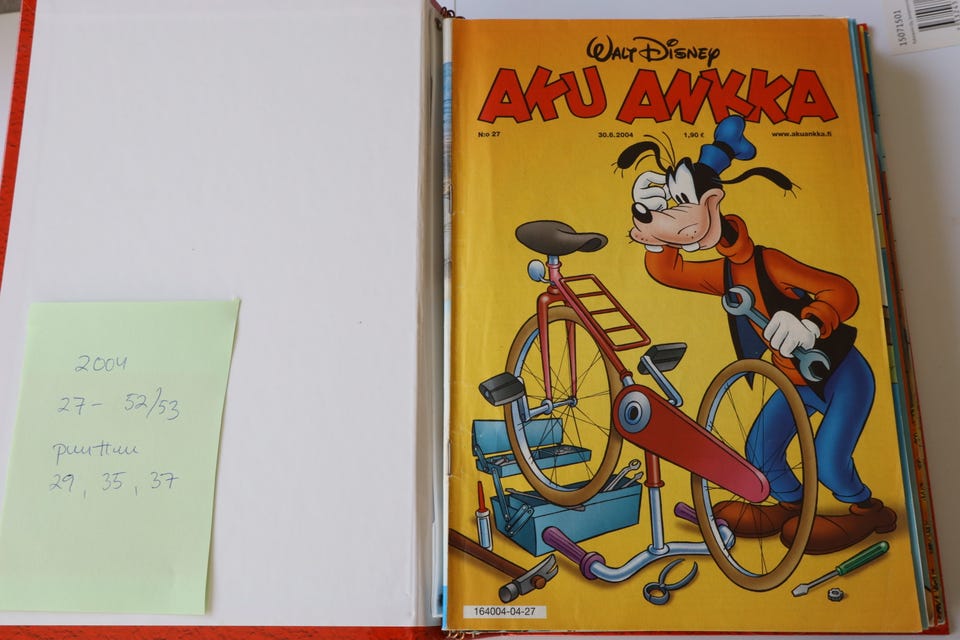 2004
27 - 52/53
puuttuu
29, 35, 37
WALT DISNEY
AKU ANKKA
N:o 27 30.6.2004 1,90 € www.akuankka.fi
164004-04-27
15071501